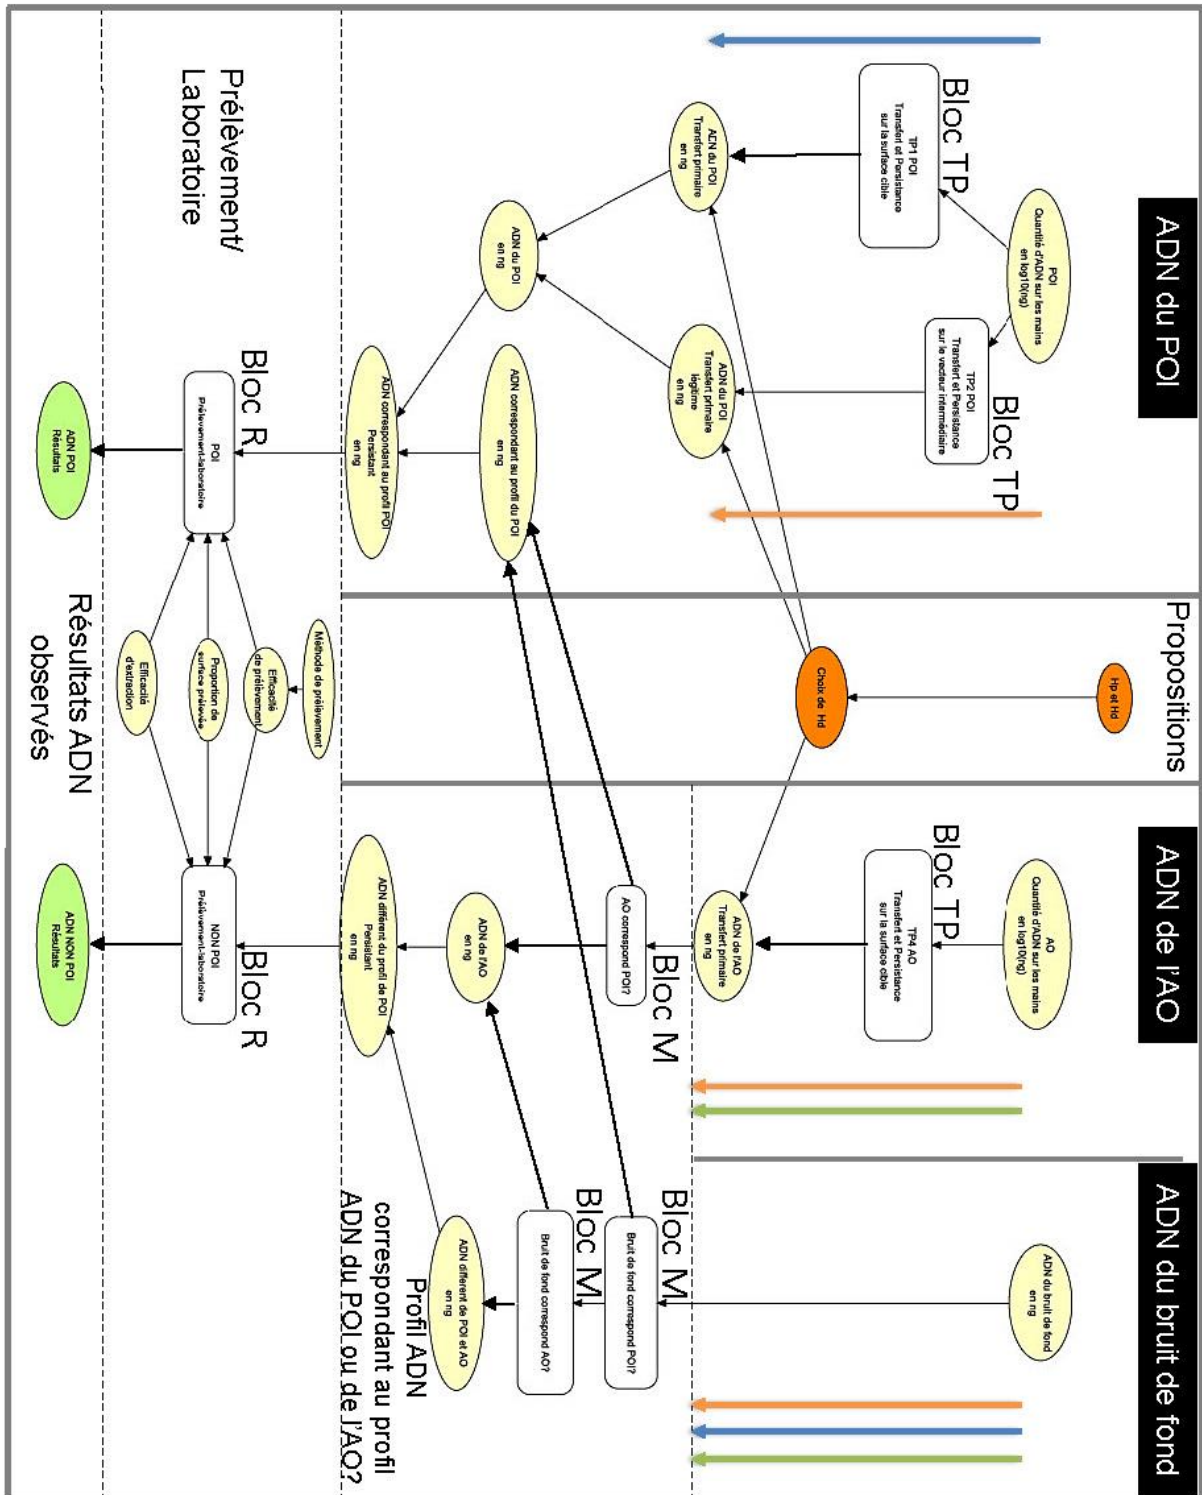 ADN du POI
Propositions
ADN de l'AO
ADN du bruit de fond
POI
Quantité d'ADN sur les mains
en log10(ng)
Hp et Hd
AO
Quantité d'ADN sur les mains
en log10(ng)
ADN du bruit de fond
en ng
Bloc TP
TP1 POI
Transfert et Persistance
sur la surface cible
TP2 POI
Transfert et Persistance
sur le vecteur intermédiaire
Bloc TP
Bloc TP
TP4 AO
Transfert et Persistance
sur la surface cible
Choix de Hd
ADN du POI
Transfert primaire
en ng
ADN du POI
Transfert primaire
légitime
en ng
ADN de l'AO
Transfert primaire
en ng
Bloc M
AO correspond POI?
Bloc M
Bruit de fond correspond POI?
ADN du POI
en ng
ADN correspondant au profil du POI
en ng
ADN de l'AO
en ng
Bloc M
Bruit de fond correspond AO?
ADN différent de POI et AO
en ng
Profil ADN
correspondant au profil
ADN du POI ou de l'AO?
ADN correspondant au profil POI
Persistant
en ng
ADN différent du profil de POI
Persistant
en ng
Prélèvement/
Laboratoire
Bloc R
POI
Prélevement-laboratoire
Méthode de prélevement
Efficacité
de prélèvement
Proportion de
surface prélevée
Efficacité
d'extraction
Bloc R
NON POI
Prélèvement-laboratoire
ADN POI
Résultats
Résultats ADN
observés
ADN NON POI
Résultats